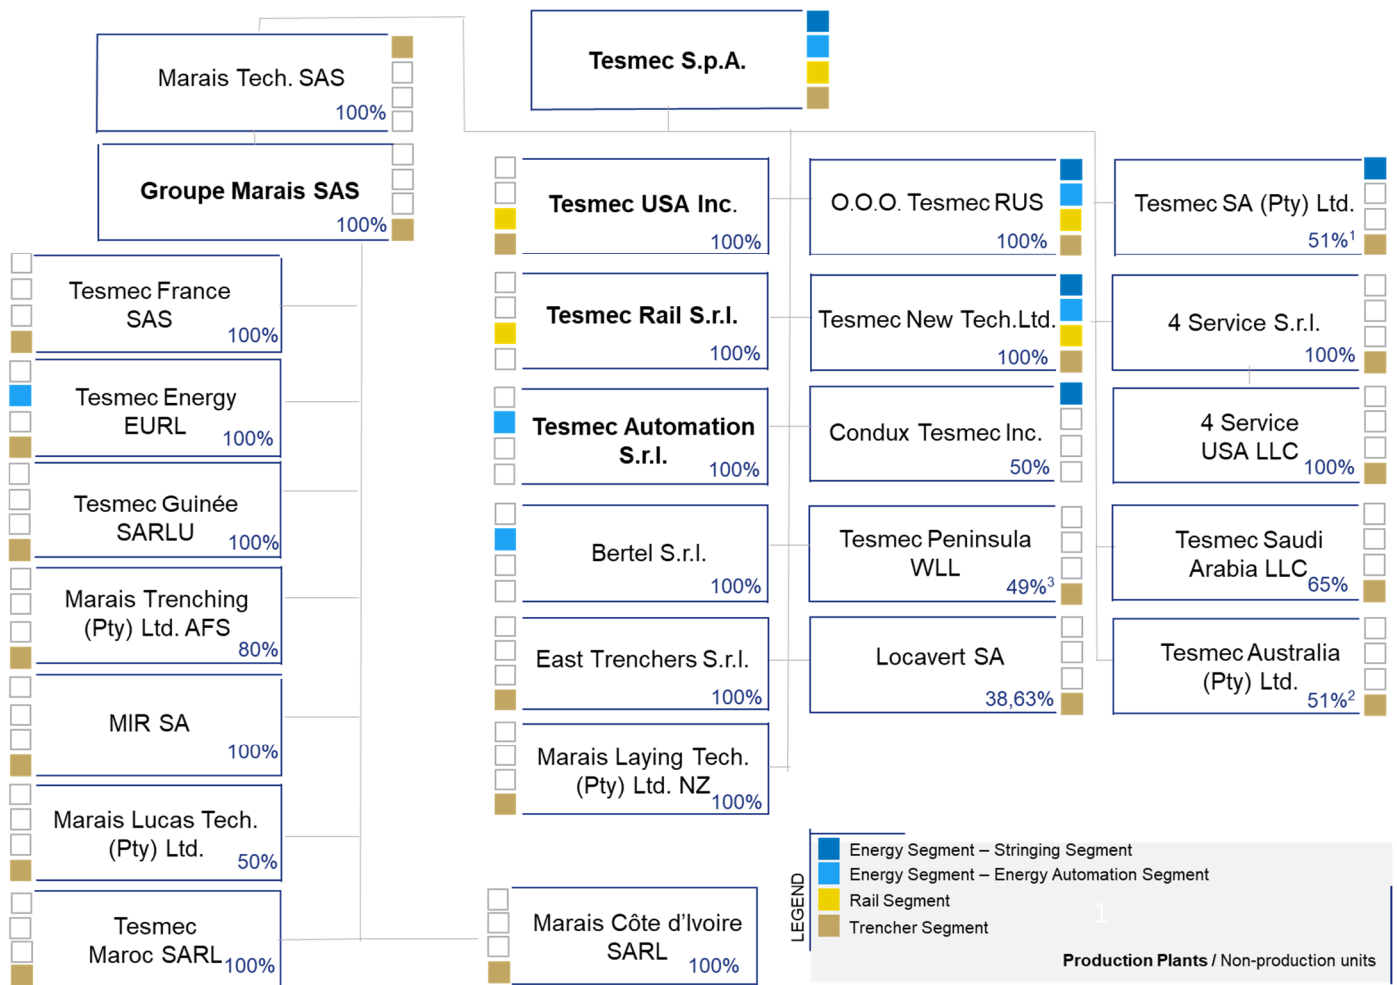 Tesmec S.p.A.
Marais Tech. SAS
100%
Groupe Marais SAS
100%
Tesmec France
SAS
100%
Tesmec Energy
EURL
100%
Tesmec Guinée
SARLU
100%
Marais Trenching
(Pty) Ltd. AFS
80%
MIR SA
100%
Marais Lucas Tech.
(Pty) Ltd.
50%
Tesmec
Maroc SARL
100%
Tesmec USA Inc.
100%
Tesmec Rail S.r.l.
100%
Tesmec Automation
S.r.l.
100%
Bertel S.r.l.
100%
East Trenchers S.r.l.
100%
Marais Laying Tech.
(Pty) Ltd. NZ
100%
Marais Côte d'Ivoire
SARL
100%
O.O.O. Tesmec RUS
100%
Tesmec New Tech.Ltd.
100%
Condux Tesmec Inc.
50%
Tesmec Peninsula
WLL
49%3
Locavert SA
38,63%
Tesmec SA (Pty) Ltd.
51%1
4 Service S.r.l.
100%
4 Service
USA LLC
100%
Tesmec Saudi
Arabia LLC
65%
Tesmec Australia
(Pty) Ltd.
51%2
LEGEND
Energy Segment – Stringing Segment
Energy Segment – Energy Automation Segment
Rail Segment
Trencher Segment
1
Production Plants / Non-production units